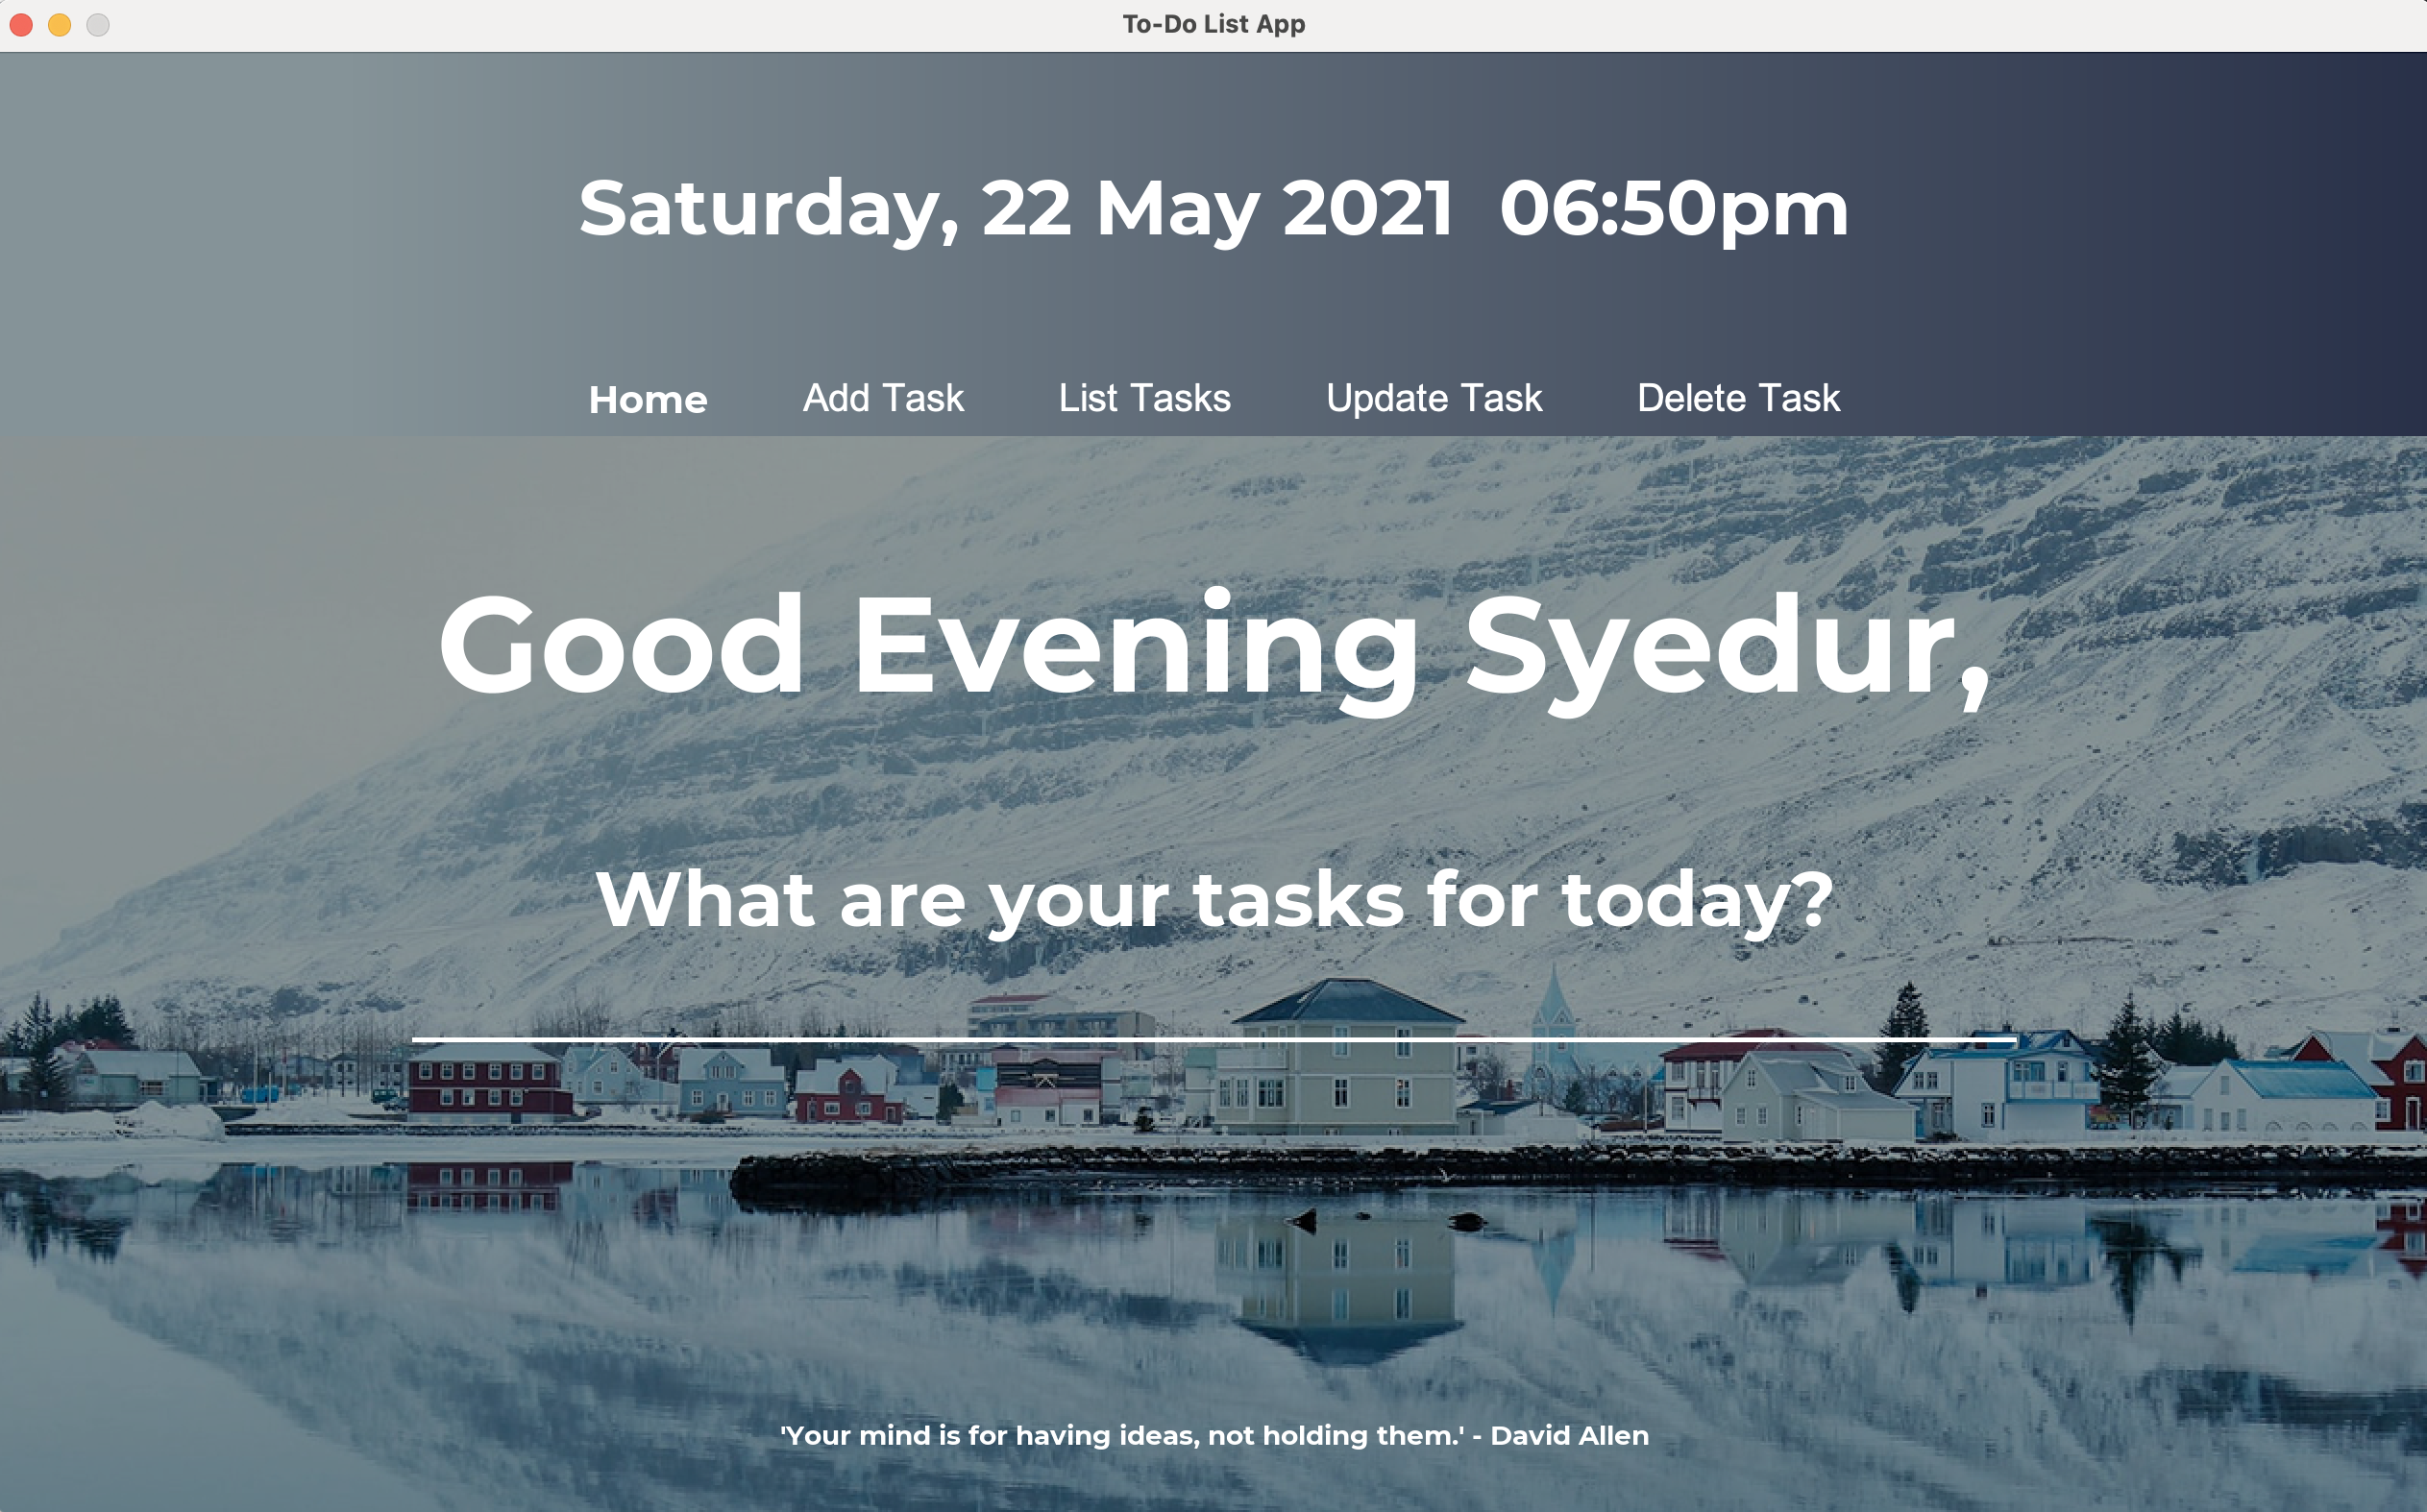 To-Do List App
Saturday, 22 May 2021  06:50pm
Home Add Task List Tasks Update Task Delete Task
Good Evening Syedur,
What are your tasks for today?
'Your mind is for having ideas, not holding them.' - David Allen